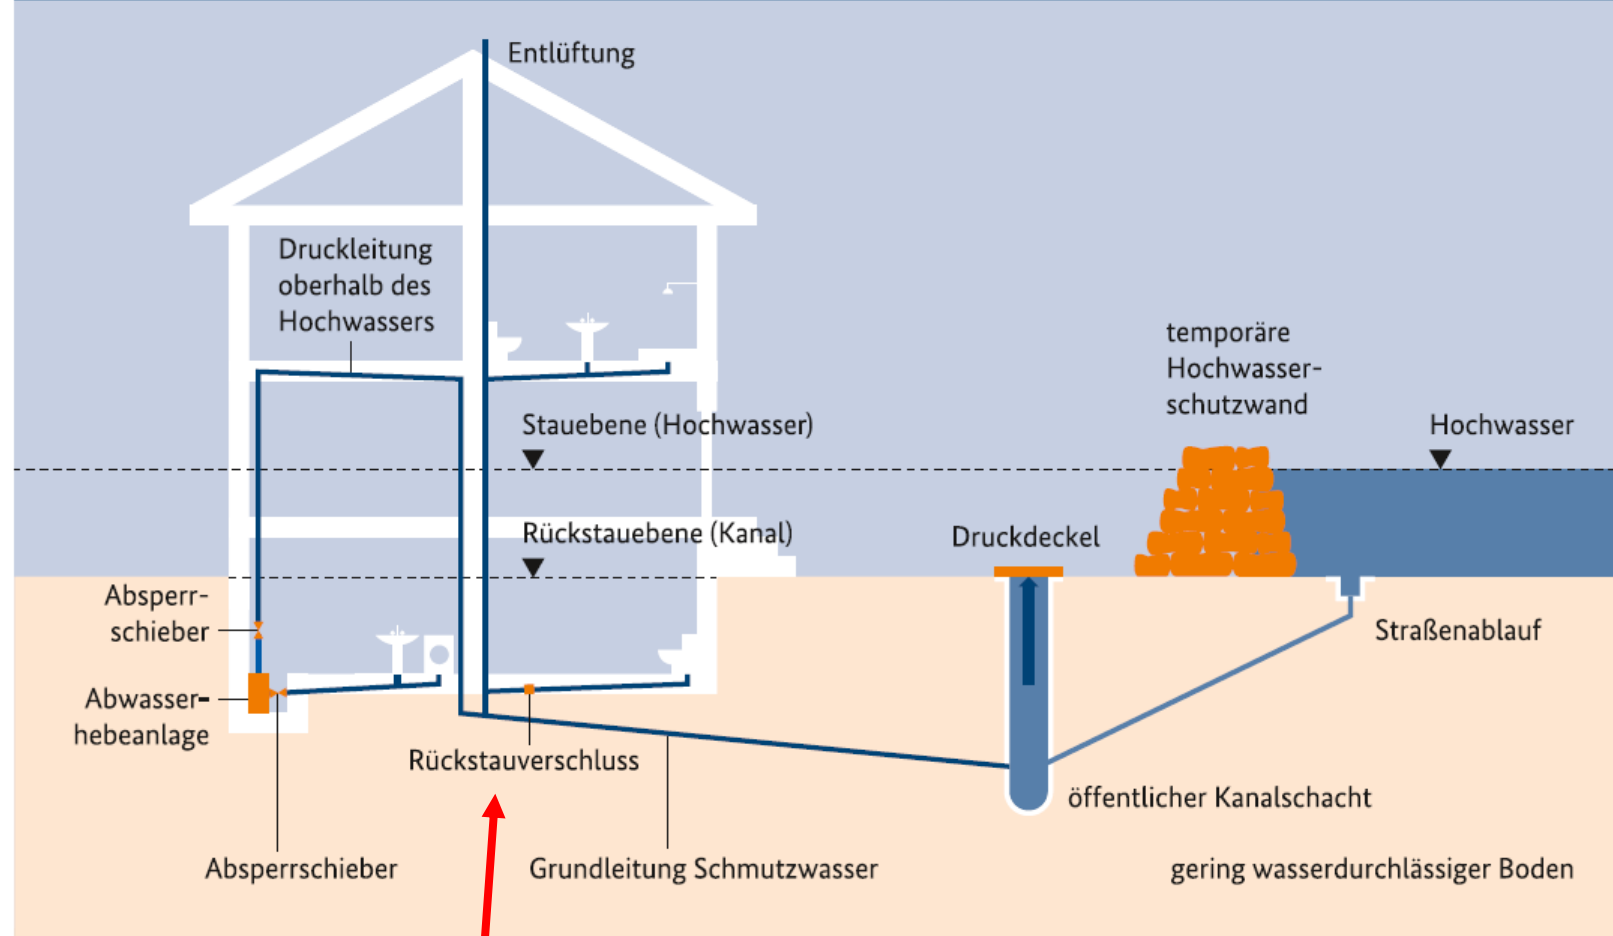 Entlüftung
Druckleitung
oberhalb des
Hochwassers
temporäre
Hochwasser-
schutzwand
Stauebene (Hochwasser)
Hochwasser
Rückstauebene (Kanal)
Druckdeckel
Absperr-
schieber
Straßenablauf
Abwasser-
hebeanlage
Rückstauverschluss
öffentlicher Kanalschacht
Absperrschieber
Grundleitung Schmutzwasser
gering wasserdurchlässiger Boden